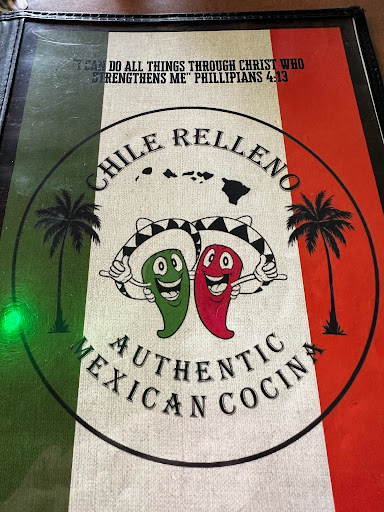 "I CAN DO ALL THINGS THROUGH CHRIST WHO
STRENGTHENS ME" PHILLIPIANS 4:13
CHILE RELLENO
AUTHENTIC
MEXICAN COCINA